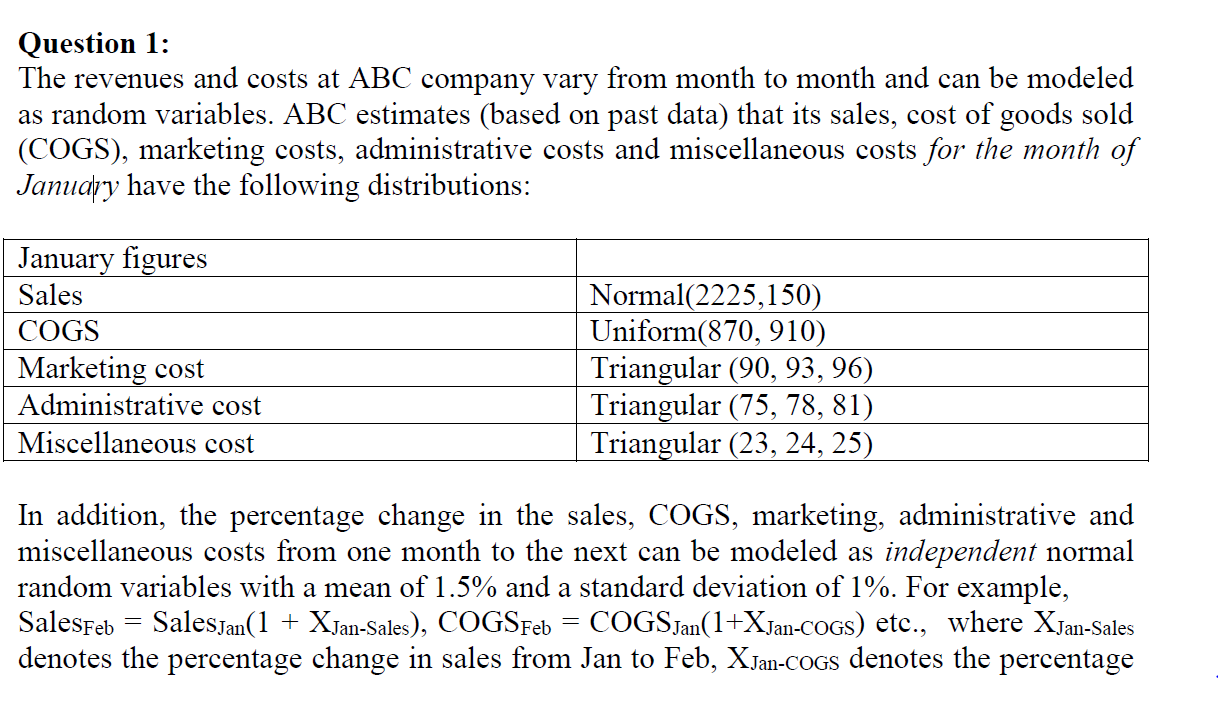 Question 1:
The revenues and costs at ABC company vary from month to month and can be modeled
as random variables. ABC estimates (based on past data) that its sales, cost of goods sold
(COGS), marketing costs, administrative costs and miscellaneous costs for the month of
January have the following distributions:
January figures
Sales Normal(2225,150)
COGS Uniform(870, 910)
Marketing cost Triangular (90, 93, 96)
Administrative cost Triangular (75, 78, 81)
Miscellaneous cost Triangular (23, 24, 25)
In addition, the percentage change in the sales, COGS, marketing, administrative and
miscellaneous costs from one month to the next can be modeled as independent normal
random variables with a mean of 1.5% and a standard deviation of 1%. For example,
SalesFeb = SalesJan(1 + XJan-Sales), COGSFeb = COGSJan(1+XJan-COGS) etc., where XJan-Sales
denotes the percentage change in sales from Jan to Feb, XJan-COGS denotes the percentage